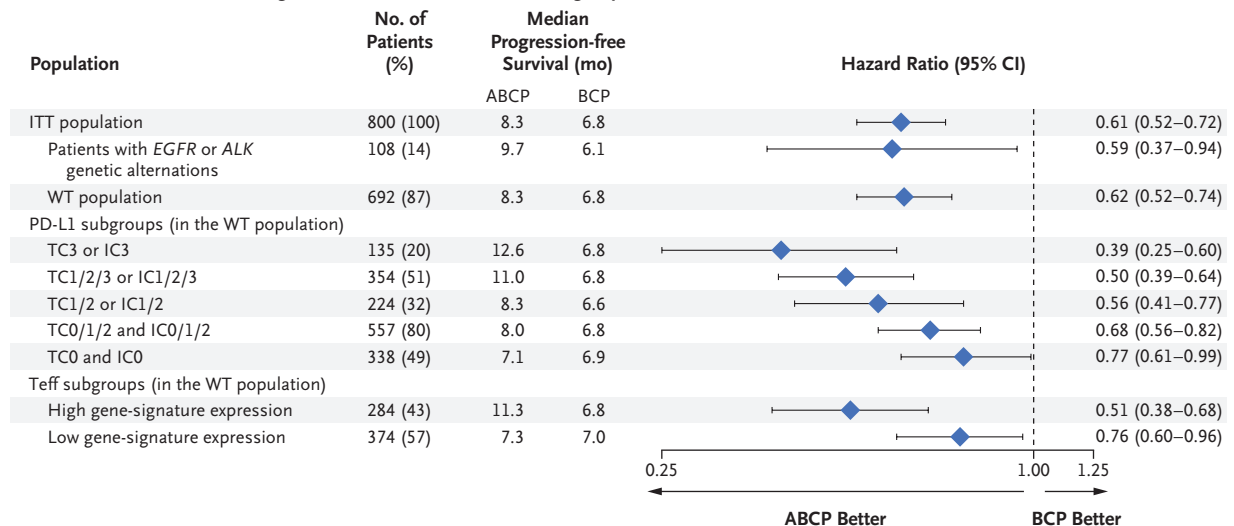 Population No. of Patients (%) Median Progression-free Survival (mo) Hazard Ratio (95% CI)
ABCP BCP
ITT population 800 (100) 8.3 6.8 0.61 (0.52–0.72)
Patients with EGFR or ALK 108 (14) 9.7 6.1 0.59 (0.37–0.94)
genetic alternations
WT population 692 (87) 8.3 6.8 0.62 (0.52–0.74)
PD-L1 subgroups (in the WT population)
TC3 or IC3 135 (20) 12.6 6.8 0.39 (0.25–0.60)
TC1/2/3 or IC1/2/3 354 (51) 11.0 6.8 0.50 (0.39–0.64)
TC1/2 or IC1/2 224 (32) 8.3 6.6 0.56 (0.41–0.77)
TC0/1/2 and IC0/1/2 557 (80) 8.0 6.8 0.68 (0.56–0.82)
TC0 and IC0 338 (49) 7.1 6.9 0.77 (0.61–0.99)
Teff subgroups (in the WT population)
High gene-signature expression 284 (43) 11.3 6.8 0.51 (0.38–0.68)
Low gene-signature expression 374 (57) 7.3 7.0 0.76 (0.60–0.96)
0.25 1.00 1.25
ABCP Better BCP Better